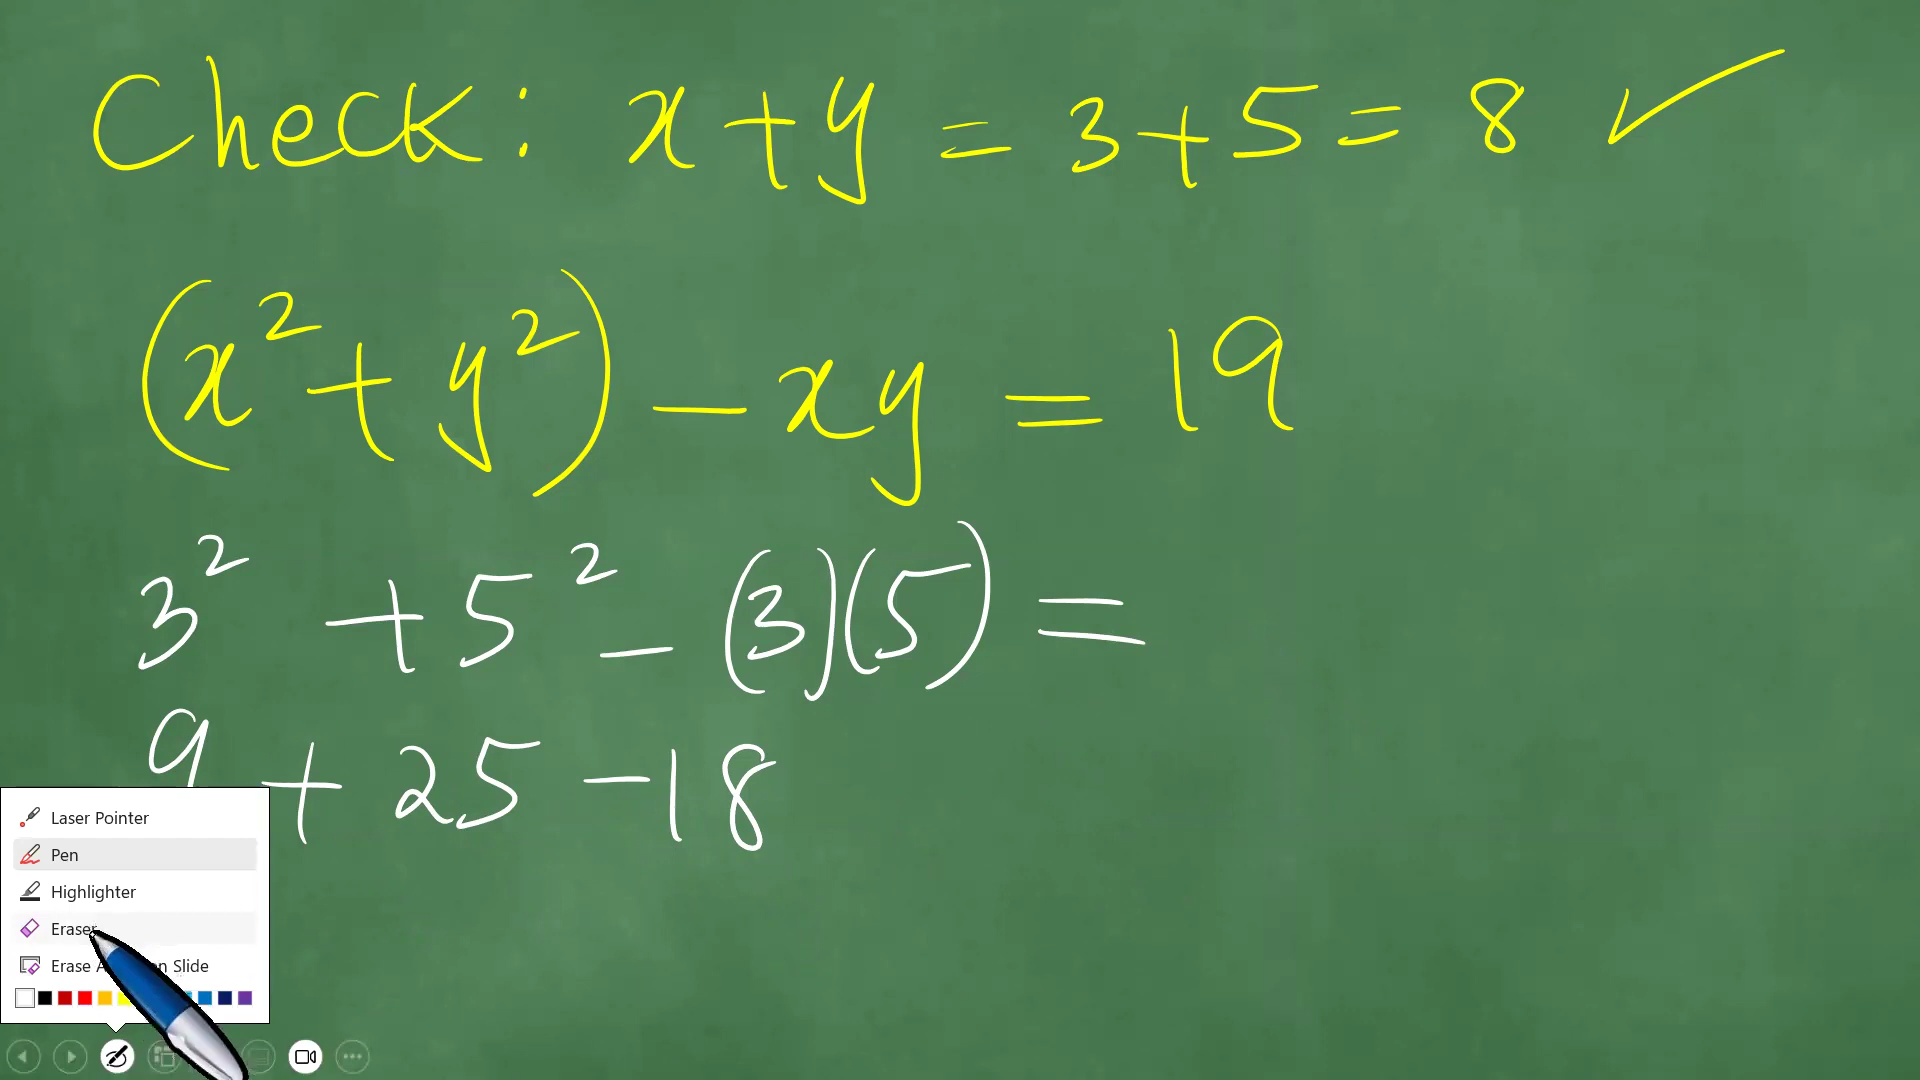 Check: x + y = 3 + 5 = 8 ✓
(x² + y²) - xy = 19
3² + 5² - (3)(5) =
9 + 25 - 18
Laser Pointer
Pen
Highlighter
Eraser
Erase A Slide